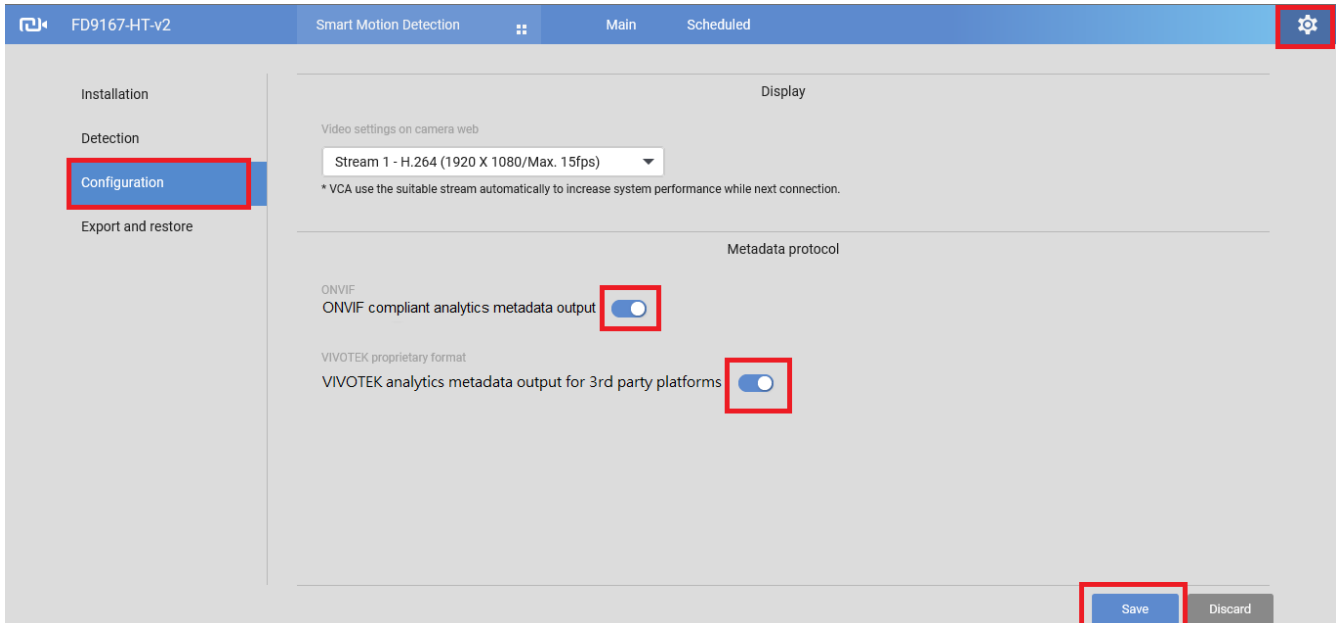 FD9167-HT-v2
Smart Motion Detection
Main
Scheduled
Installation
Detection
Configuration
Export and restore
Display
Video settings on camera web
Stream 1 - H.264 (1920 X 1080/Max. 15fps)
* VCA use the suitable stream automatically to increase system performance while next connection.
Metadata protocol
ONVIF
ONVIF compliant analytics metadata output
VIVOTEK proprietary format
VIVOTEK analytics metadata output for 3rd party platforms
Save
Discard